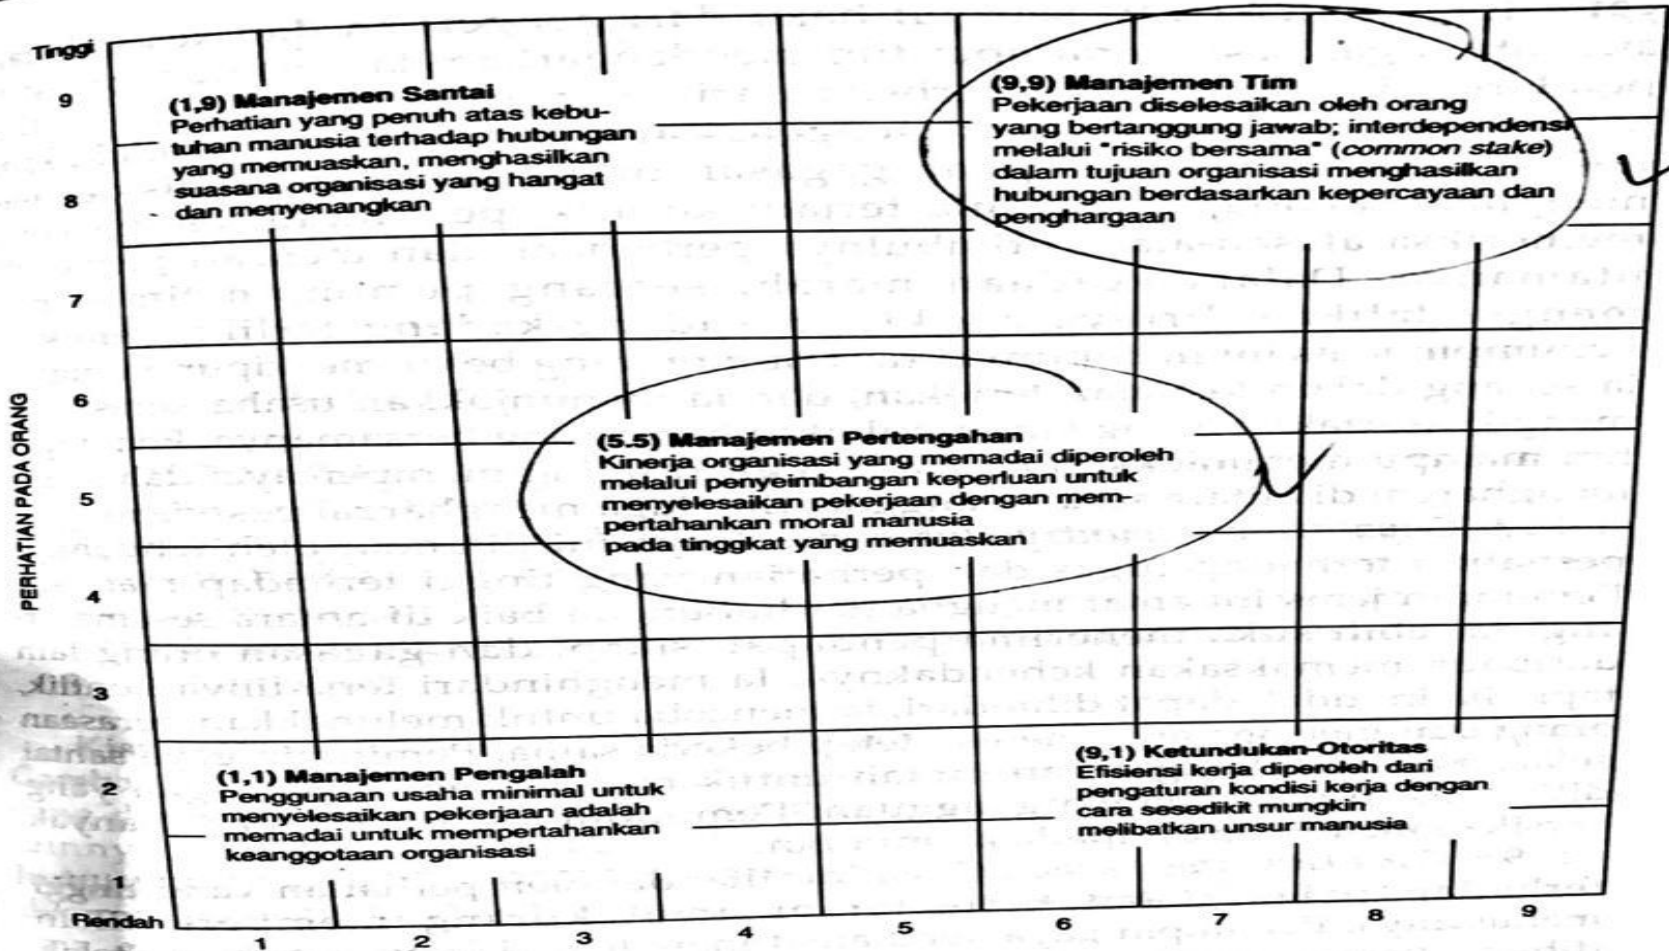 Tinggi
9
8
7
6
5
4
3
2
1
Rendah
PERHATIAN PADA ORANG
(1,9) Manajemen Santai
Perhatian yang penuh atas kebu-
tuhan manusia terhadap hubungan
yang memuaskan, menghasilkan
suasana organisasi yang hangat
dan menyenangkan
(9,9) Manajemen Tim
Pekerjaan diselesaikan oleh orang
yang bertanggung jawab; interdependensi
melalui "risiko bersama" (common stake)
dalam tujuan organisasi menghasilkan
hubungan berdasarkan kepercayaan dan
penghargaan
(5.5) Manajemen Pertengahan
Kinerja organisasi yang memadai diperoleh
melalui penyeimbangan keperluan untuk
menyelesaikan pekerjaan dengan mem-
pertahankan moral manusia
pada tinggkat yang memuaskan
(1,1) Manajemen Pengalah
Penggunaan usaha minimal untuk
menyelesaikan pekerjaan adalah
memadai untuk mempertahankan
keanggotaan organisasi
(9,1) Ketundukan-Otoritas
Efisiensi kerja diperoleh dari
pengaturan kondisi kerja dengan
cara sesedikit mungkin
melibatkan unsur manusia
1 2 3 4 5 6 7 8 9